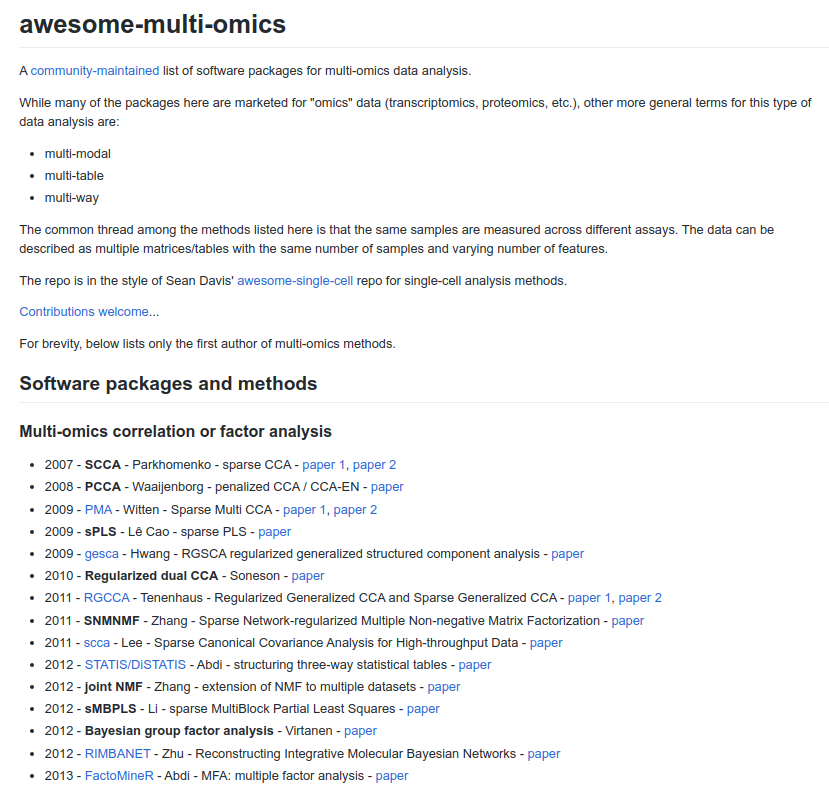 awesome-multi-omics
A community-maintained list of software packages for multi-omics data analysis.
While many of the packages here are marketed for "omics" data (transcriptomics, proteomics, etc.), other more general terms for this type of
data analysis are:
• multi-modal
• multi-table
• multi-way
The common thread among the methods listed here is that the same samples are measured across different assays. The data can be
described as multiple matrices/tables with the same number of samples and varying number of features.
The repo is in the style of Sean Davis' awesome-single-cell repo for single-cell analysis methods.
Contributions welcome...
For brevity, below lists only the first author of multi-omics methods.
Software packages and methods
Multi-omics correlation or factor analysis
• 2007 - SCCA - Parkhomenko - sparse CCA - paper 1, paper 2
• 2008 - PCCA - Waaijenborg - penalized CCA / CCA-EN - paper
• 2009 - PMA - Witten - Sparse Multi CCA - paper 1, paper 2
• 2009 - sPLS - Lê Cao - sparse PLS - paper
• 2009 - gesca - Hwang - RGSCA regularized generalized structured component analysis - paper
• 2010 - Regularized dual CCA - Soneson - paper
• 2011 - RGCCA - Tenenhaus - Regularized Generalized CCA and Sparse Generalized CCA - paper 1, paper 2
• 2011 - SNMNMF - Zhang - Sparse Network-regularized Multiple Non-negative Matrix Factorization - paper
• 2011 - scca - Lee - Sparse Canonical Covariance Analysis for High-throughput Data - paper
• 2012 - STATIS/DiSTATIS - Abdi - structuring three-way statistical tables - paper
• 2012 - joint NMF - Zhang - extension of NMF to multiple datasets - paper
• 2012 - sMBPLS - Li - sparse MultiBlock Partial Least Squares - paper
• 2012 - Bayesian group factor analysis - Virtanen - paper
• 2012 - RIMBANET - Zhu - Reconstructing Integrative Molecular Bayesian Networks - paper
• 2013 - FactoMineR - Abdi - MFA: multiple factor analysis - paper